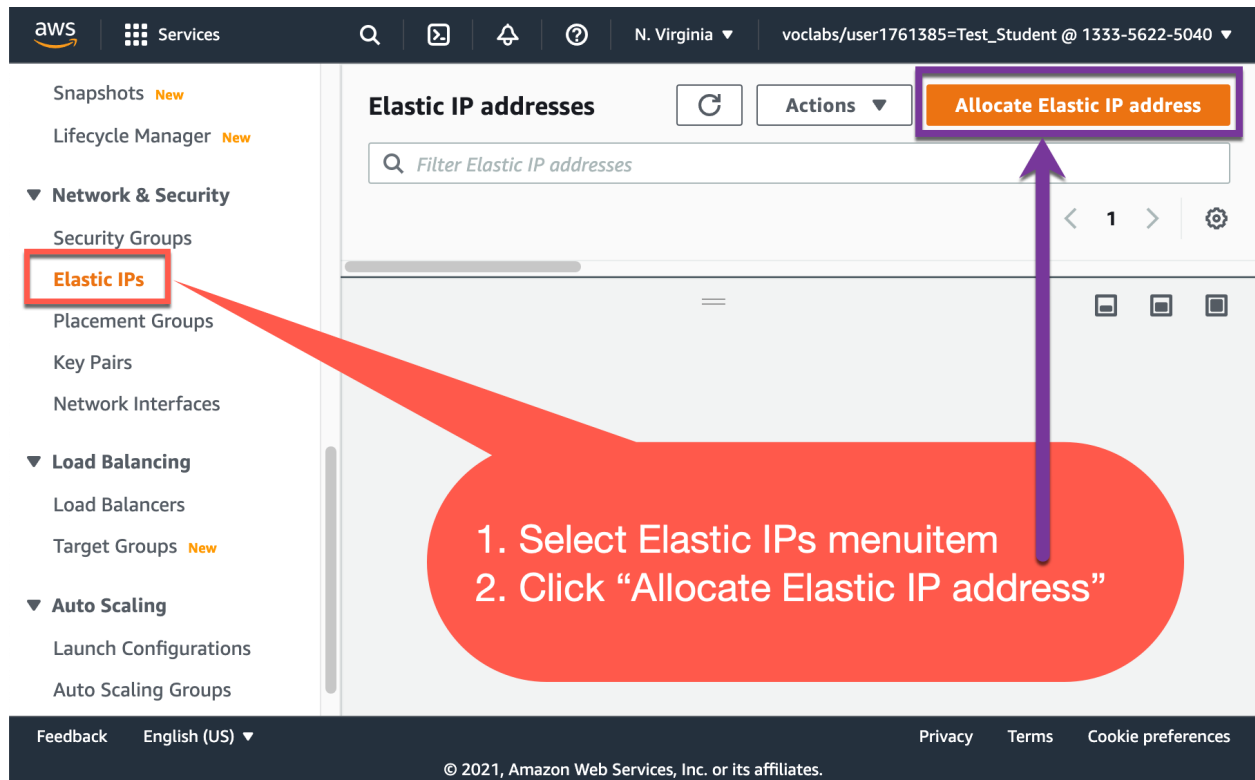 aws Services N. Virginia ▼ voclabs/user1761385=Test_Student @ 1333-5622-5040 ▼
Snapshots New
Lifecycle Manager New
▼ Network & Security
Security Groups
Elastic IPs
Placement Groups
Key Pairs
Network Interfaces
▼ Load Balancing
Load Balancers
Target Groups New
▼ Auto Scaling
Launch Configurations
Auto Scaling Groups
Elastic IP addresses Actions ▼ Allocate Elastic IP address
Filter Elastic IP addresses
< 1 >
1. Select Elastic IPs menuitem
2. Click “Allocate Elastic IP address”
Feedback English (US) ▼ Privacy Terms Cookie preferences
© 2021, Amazon Web Services, Inc. or its affiliates.